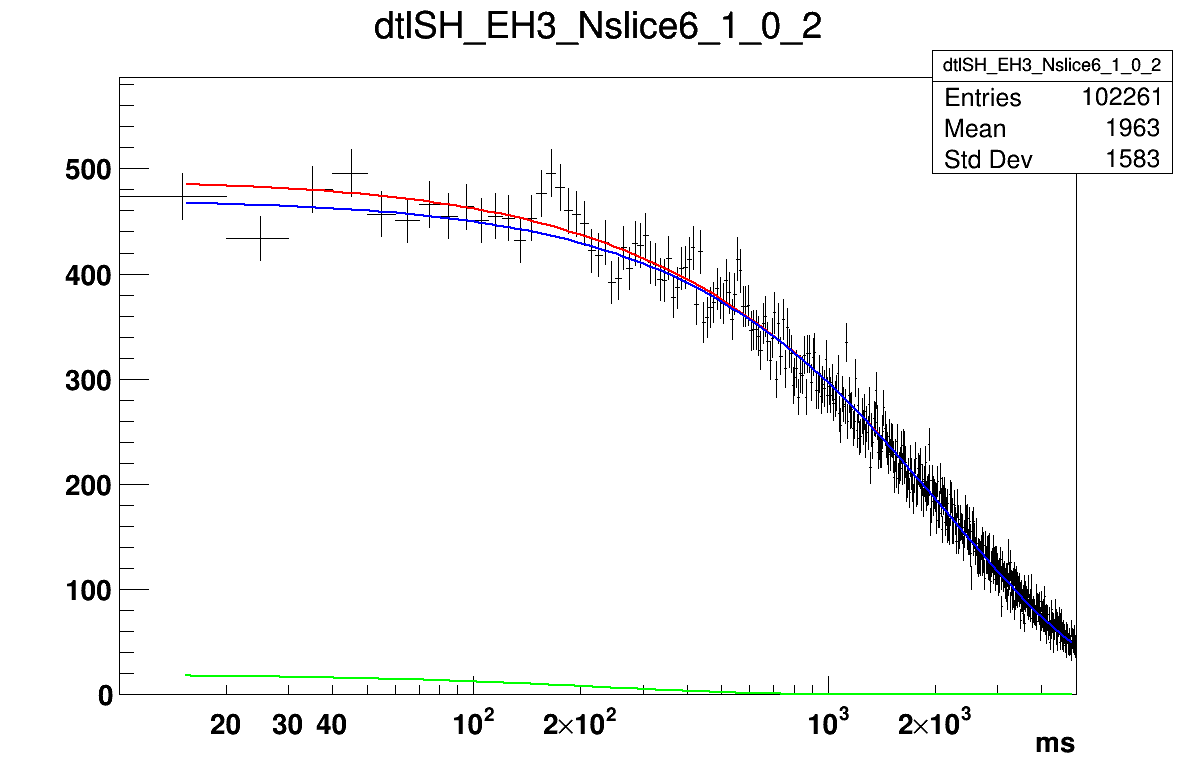 dtlSH_EH3_Nslice6_1_0_2
dtlSH_EH3_Nslice6_1_0_2
Entries 102261
Mean 1963
Std Dev 1583
500
400
300
200
100
0
20 30 40 10² 2×10² 10³ 2×10³
ms